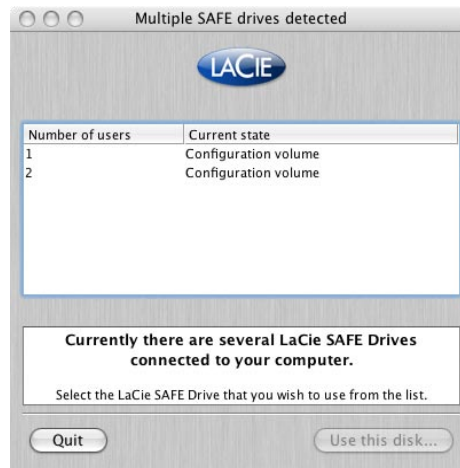 Multiple SAFE drives detected
LACIE
Number of users Current state
1 Configuration volume
2 Configuration volume
Currently there are several LaCie SAFE Drives
connected to your computer.
Select the LaCie SAFE Drive that you wish to use from the list.
Quit Use this disk...